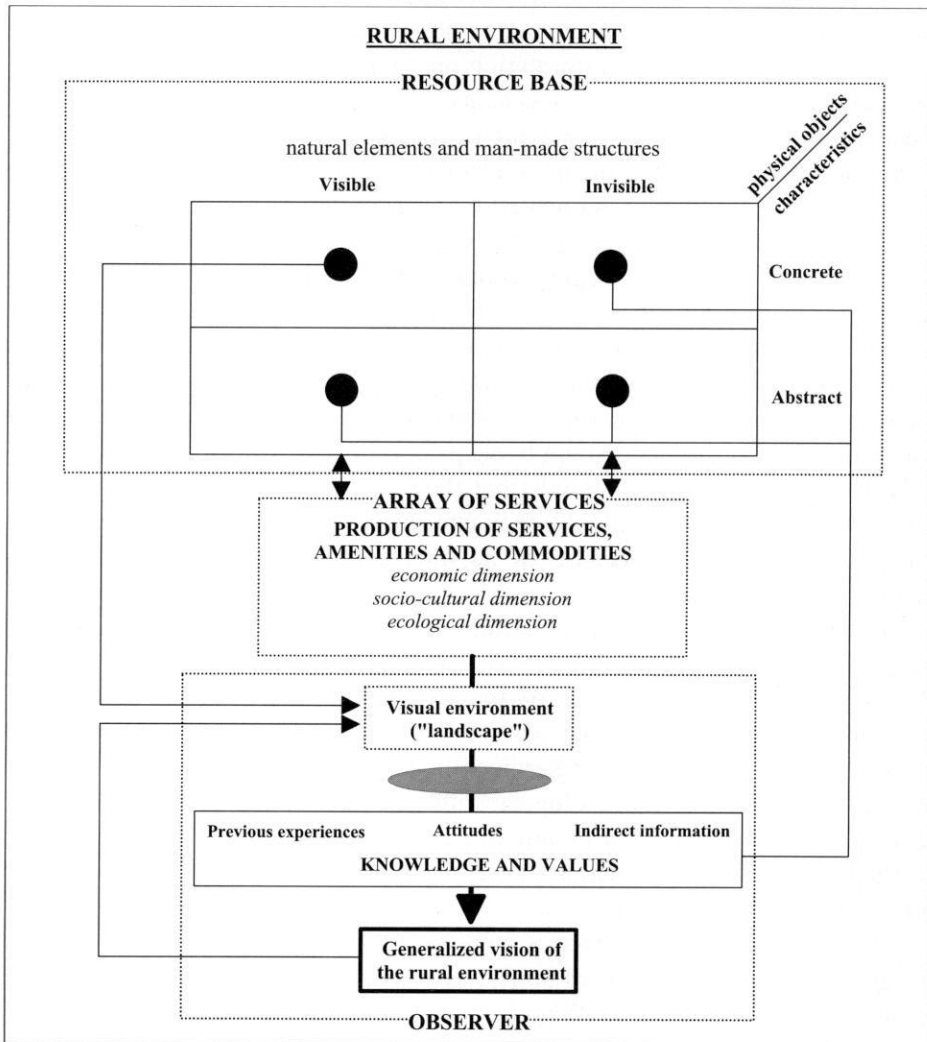 RURAL ENVIRONMENT
RESOURCE BASE
physical objects
characteristics
natural elements and man-made structures
Visible
Invisible
Concrete
Abstract
ARRAY OF SERVICES
PRODUCTION OF SERVICES,
AMENITIES AND COMMODITIES
economic dimension
socio-cultural dimension
ecological dimension
Visual environment
("landscape")
Previous experiences
Attitudes
Indirect information
KNOWLEDGE AND VALUES
Generalized vision of
the rural environment
OBSERVER